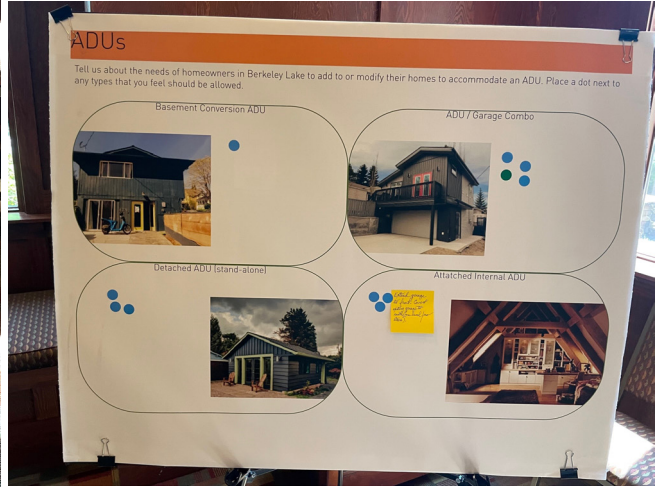 ADUs
Tell us about the needs of homeowners in Berkeley Lake to add to or modify their homes to accommodate an ADU. Place a dot next to
any types that you feel should be allowed.
Basement Conversion ADU
ADU / Garage Combo
Detached ADU (stand-alone)
Attatched Internal ADU
garage